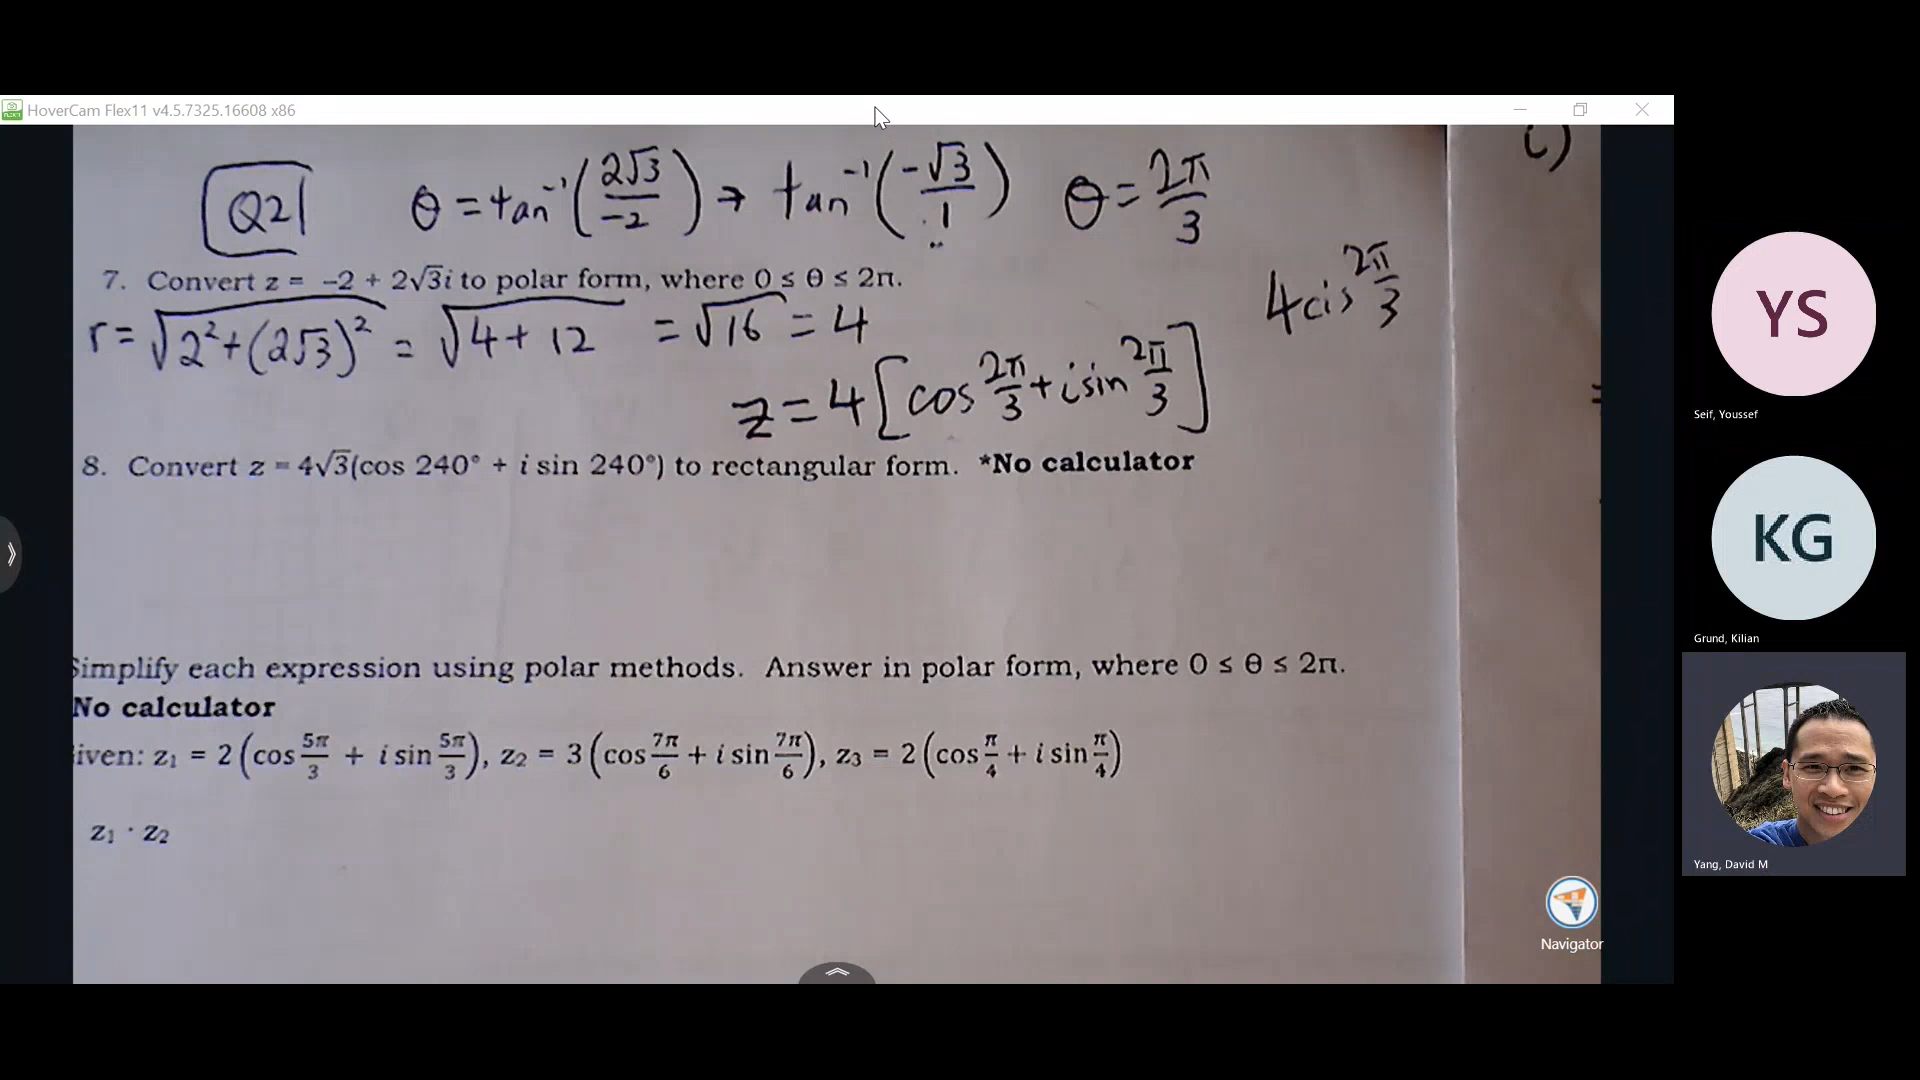 HoverCam Flex11 v4.5.7325.16608 x86
i)
Q2 θ = tan⁻¹(2√3/-2) → tan⁻¹(-√3/1) θ = 2π/3
7. Convert z = -2 + 2√3i to polar form, where 0 ≤ θ ≤ 2π.
4cis 2π/3
r = √(2² + (2√3)²) = √(4 + 12) = √16 = 4
z = 4[cos 2π/3 + i sin 2π/3]
8. Convert z = 4√3(cos 240° + i sin 240°) to rectangular form. *No calculator
Simplify each expression using polar methods. Answer in polar form, where 0 ≤ θ ≤ 2π.
No calculator
iven: z₁ = 2(cos 5π/3 + i sin 5π/3), z₂ = 3(cos 7π/6 + i sin 7π/6), z₃ = 2(cos π/4 + i sin π/4)
z₁ · z₂
Navigator
YS
Seif, Youssef
KG
Grund, Kilian
Yang, David M